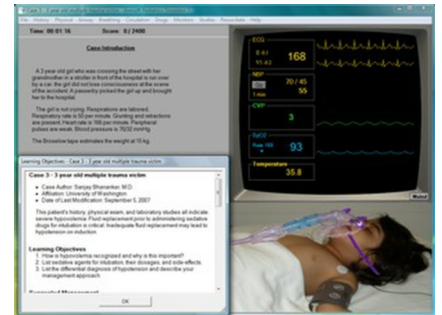 File History Physical Airway Breathing Circulation Drugs Monitors Studies Pause/data Help
Time: 00:01:16 Score: 0 / 2400
Case Introduction
A 3 year old girl who was crossing the street with her
grandmother in a stroller in front of the hospital is run over
by a car. the girl did not lose consciousness at the scene
of the accident. A passerby picked the girl up and brought
her to the hospital.
The girl is not crying. Respirations are labored.
Respiratory rate is 50 per minute. Grunting and retractions
are present. Heart rate is 168 per minute. Peripheral
pulses are weak. Blood pressure is 70/32 mmHg.
The Broselow tape estimates the weight at 15 kg.
ECG
168
NBP
Go
1 min
70 / 45
55
CVP
3
SpO2
Rate 168
93
Temperature
35.8
Muted
Learning Objectives - Case 3 - 3 year old multiple trauma victim
Case 3 - 3 year old multiple trauma victim
Case Author: Sanjay Bhananker M.D.
Affiliation: University of Washington
Date of Last Modification: September 5, 2007
This patient's history, physical exam, and laboratory studies all indicate
severe hypovolemia. Fluid replacement prior to administering sedative
drugs for intubation is critical. Inadequate fluid replacement may lead to
hypotension on induction.
Learning Objectives
1. How is hypovolemia recognized and why is this important?
2. List sedative agents for intubation, their dosages, and side-effects.
3. List the differential diagnosis of hypotension and describe your
management approach.
OK